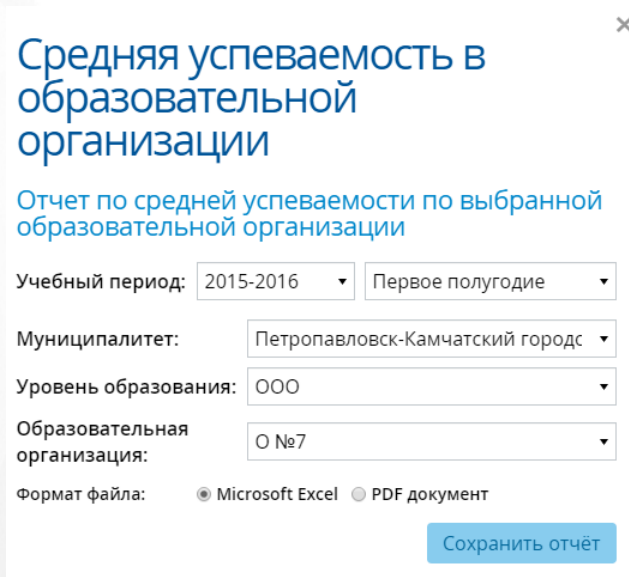 Средняя успеваемость в
образовательной
организации
Отчет по средней успеваемости по выбранной
образовательной организации
Учебный период: 2015-2016 Первое полугодие
Муниципалитет: Петропавловск-Камчатский городс
Уровень образования: ООО
Образовательная
организация: О №7
Формат файла: Microsoft Excel PDF документ
Сохранить отчёт